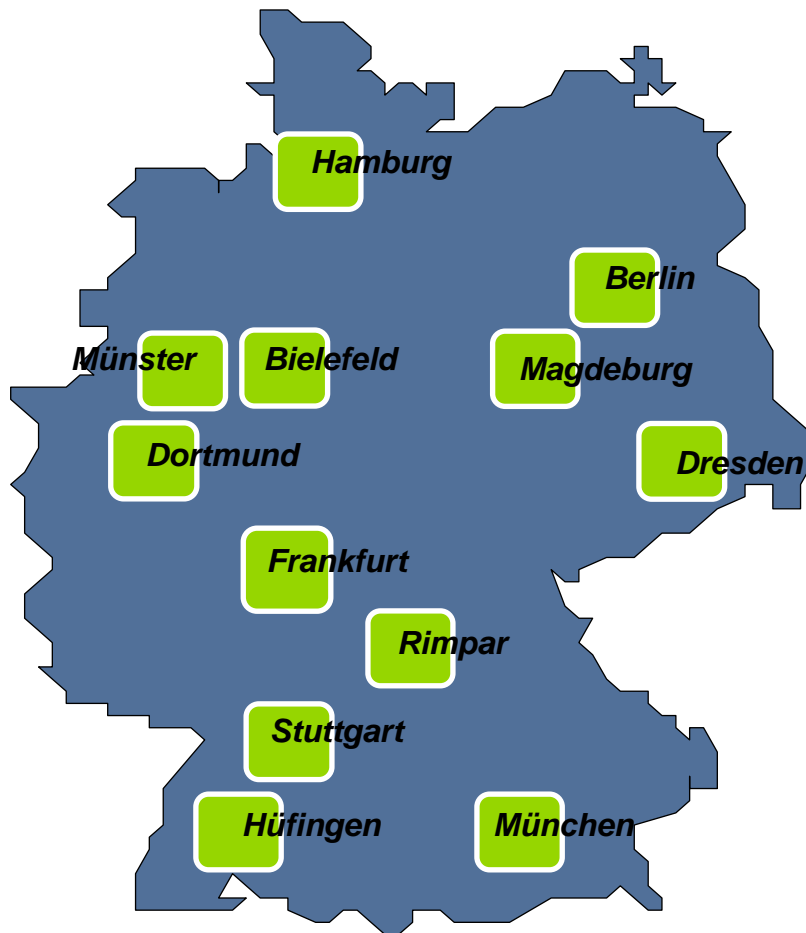 Hamburg
Berlin
Münster
Bielefeld
Magdeburg
Dortmund
Dresden
Frankfurt
Rimpar
Stuttgart
Hüfingen
München